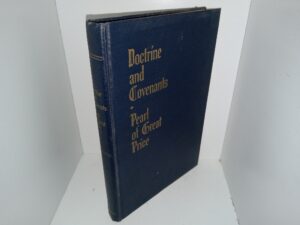 Doctrine
and
Covenants
Pearl
of Great
Price